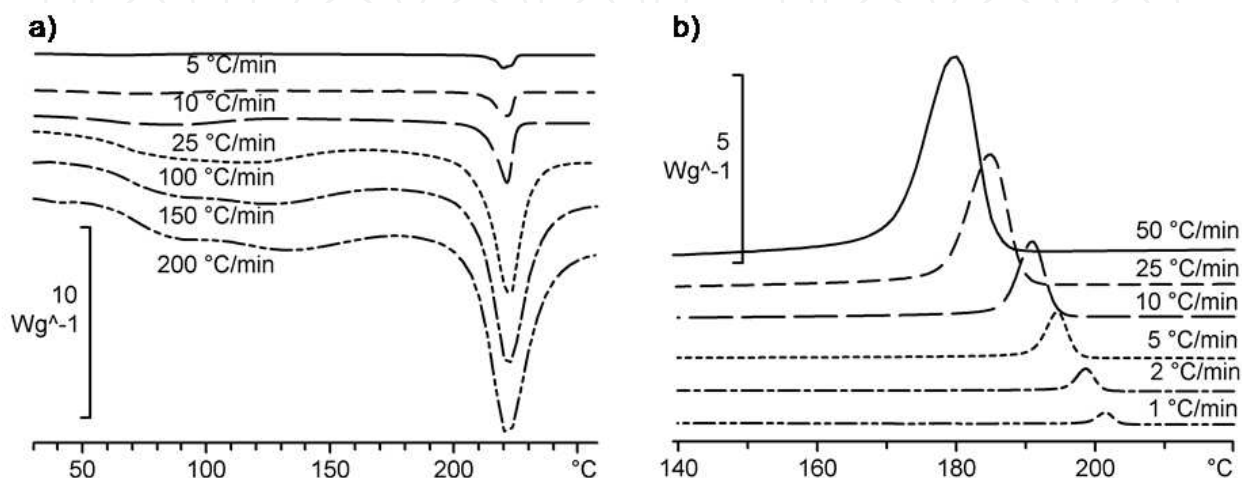 a)
5 °C/min
10 °C/min
25 °C/min
100 °C/min
150 °C/min
200 °C/min
10
Wg^-1
50 100 150 200 °C
b)
5
Wg^-1
50 °C/min
25 °C/min
10 °C/min
5 °C/min
2 °C/min
1 °C/min
140 160 180 200 °C